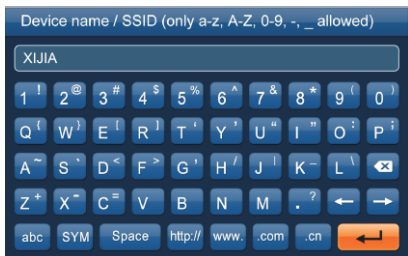 Device name / SSID (only a-z, A-Z, 0-9, -, _ allowed)
XIJIA
1 ! 2 @ 3 # 4 $ 5 % 6 ^ 7 & 8 * 9 ( 0 )
Q { W } E [ R ] T ‘ Y ’ U “ I ” O : P ;
A ~ S ` D < F > G ' H / J | K - L \
Z + X - C = V B N M . ? ← →
abc SYM Space http:// www. .com .cn